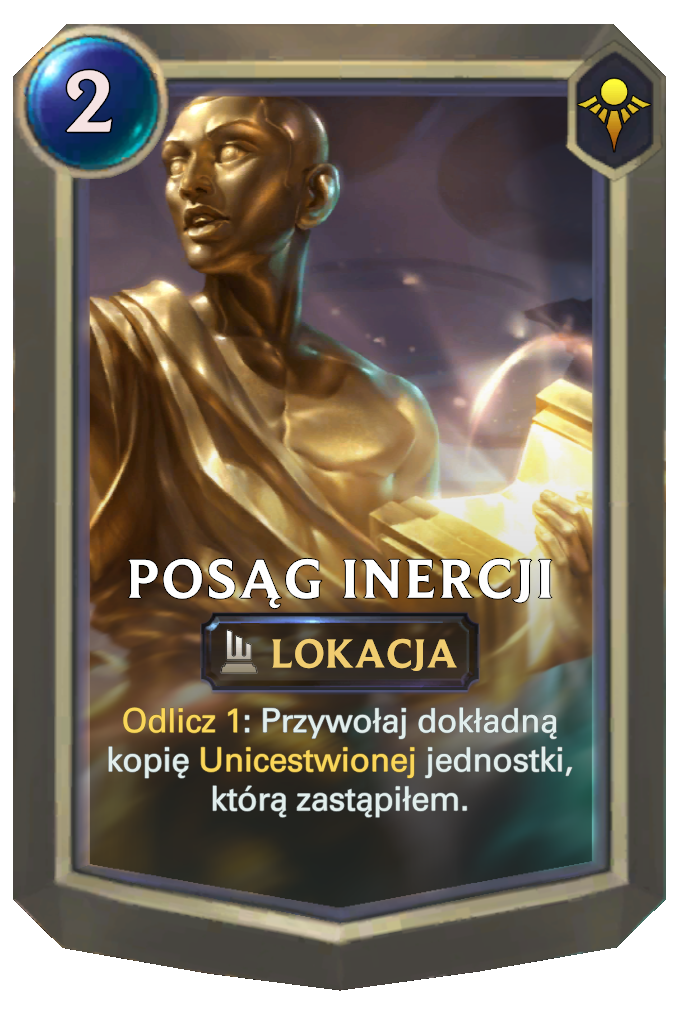 2
POSĄG INERCJI
LOKACJA
Odlicz 1: Przywołaj dokładną
kopię Unicestwionej jednostki,
którą zastąpiłem.